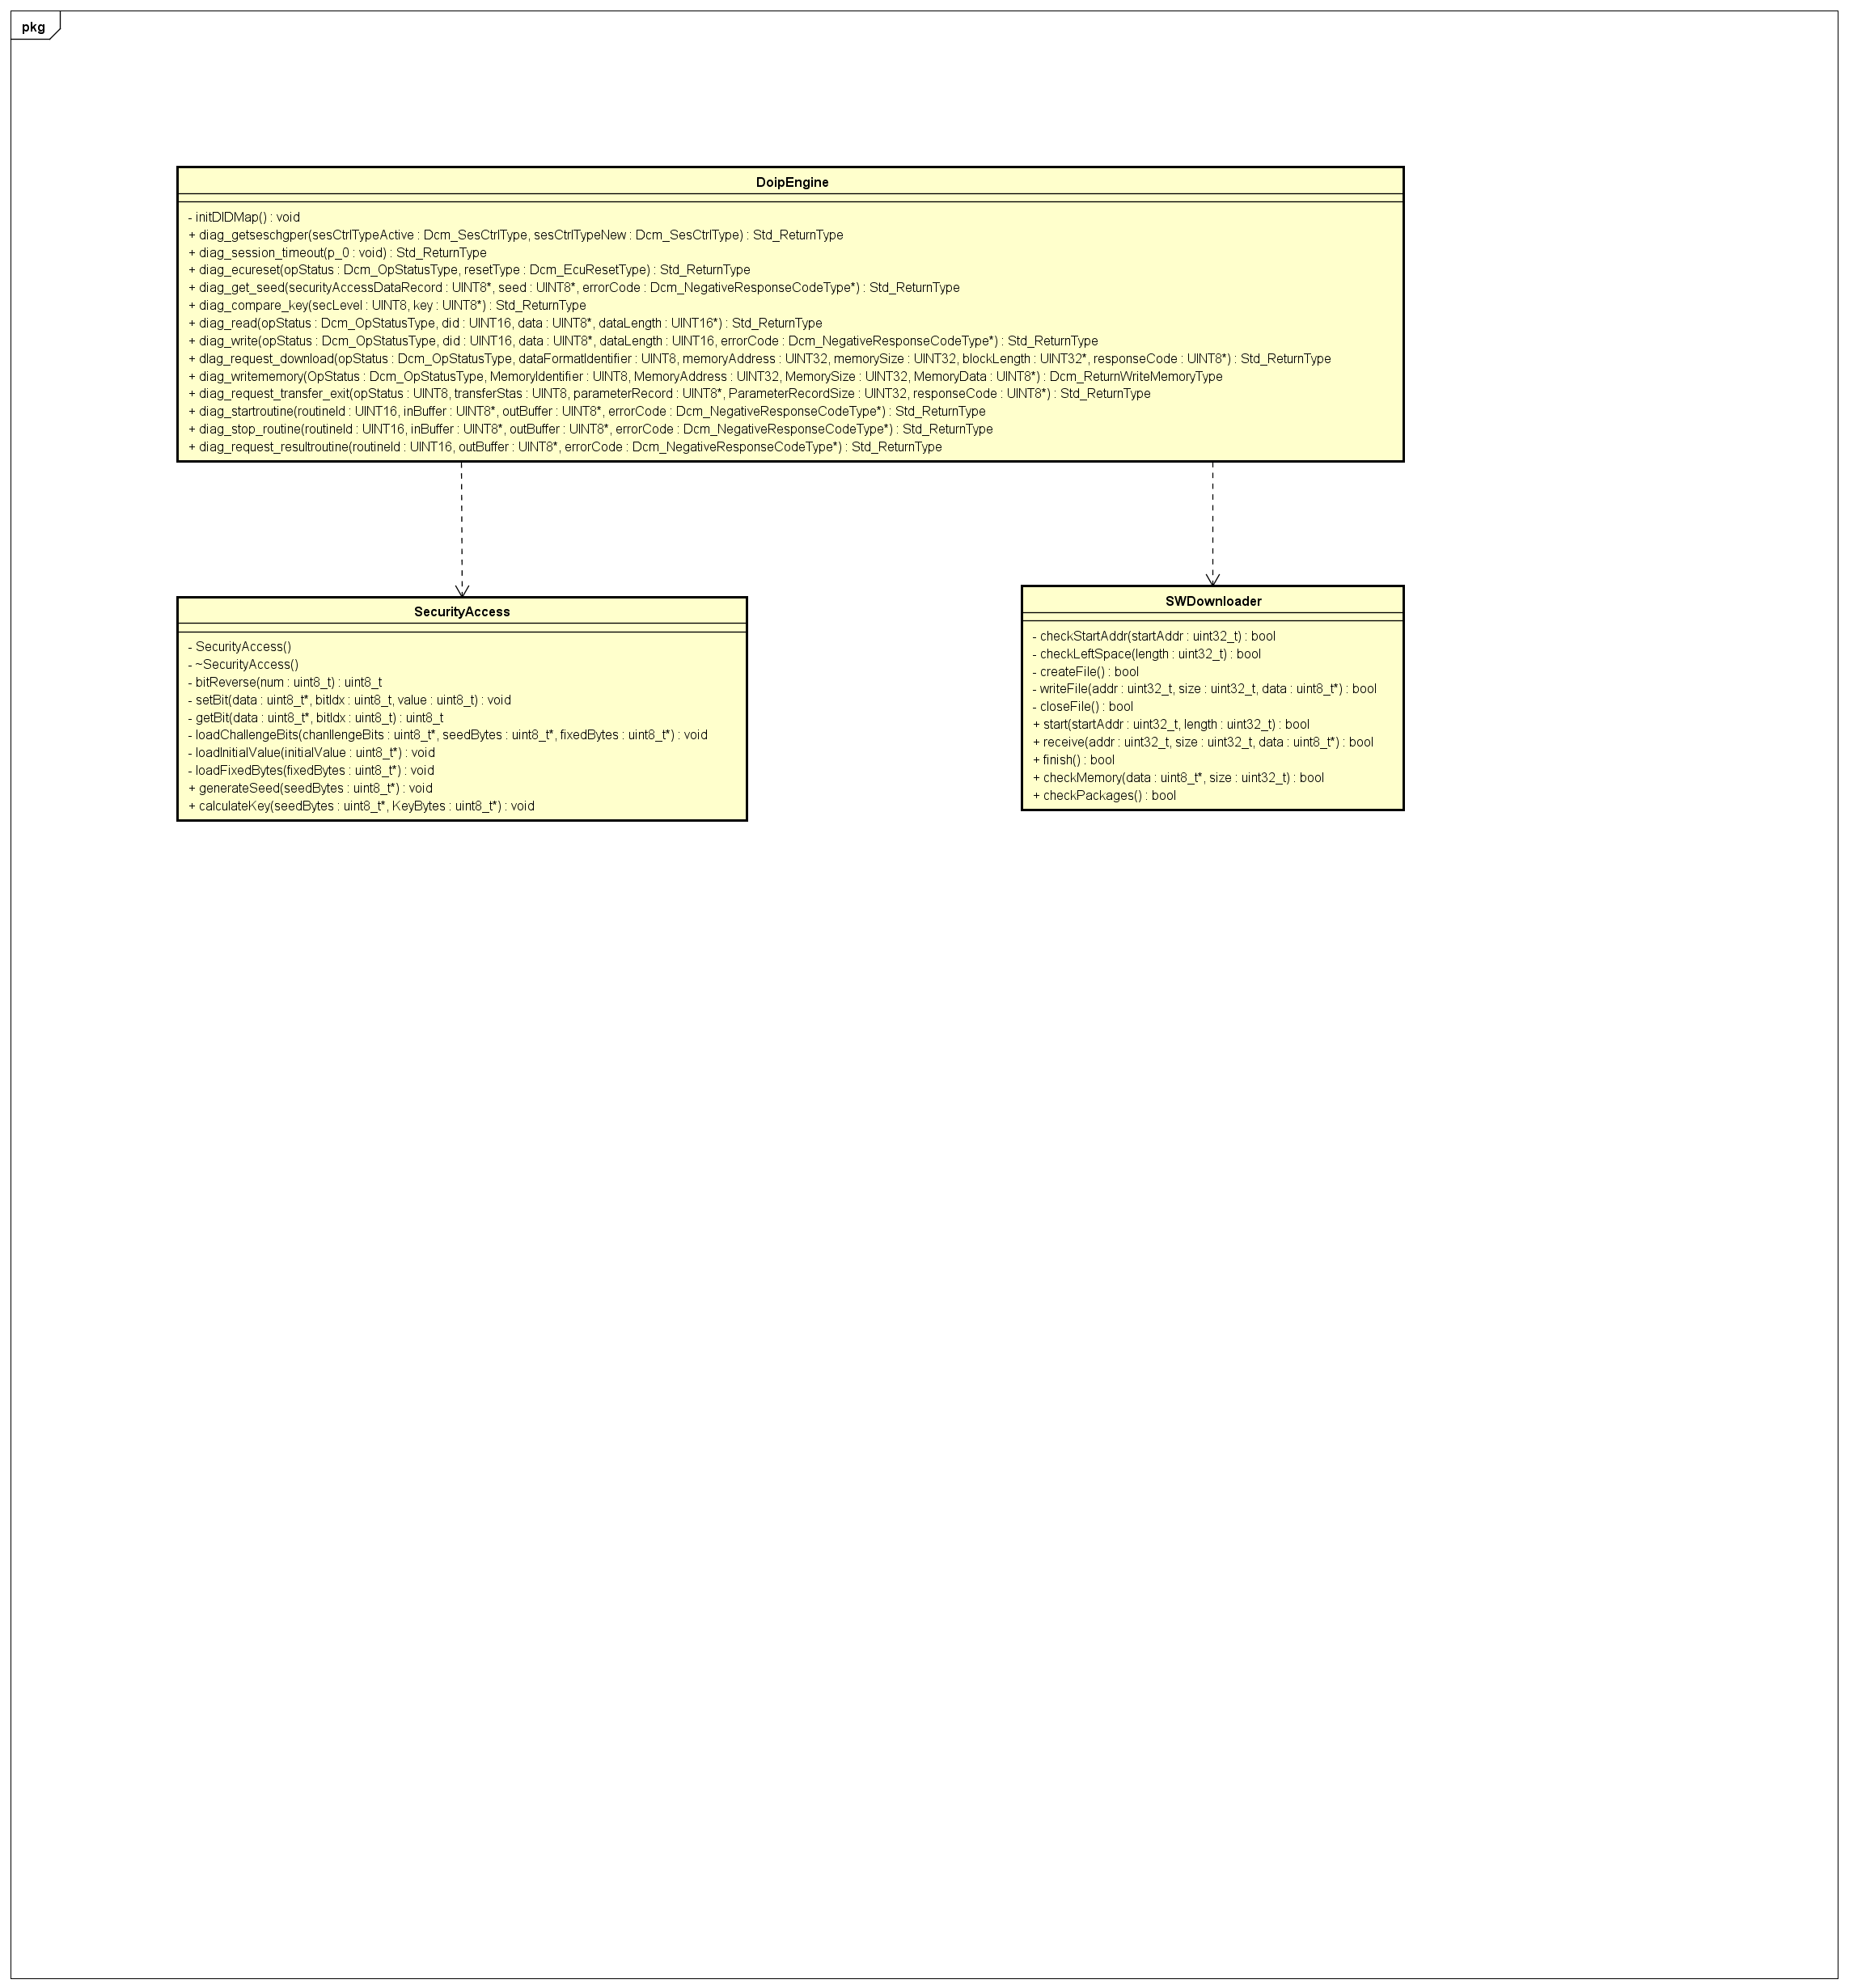 pkg
DoipEngine
- initDIDMap() : void
+ diag_getseschgper(sesCtrlTypeActive : Dcm_SesCtrlType, sesCtrlTypeNew : Dcm_SesCtrlType) : Std_ReturnType
+ diag_session_timeout(p_0 : void) : Std_ReturnType
+ diag_ecureset(opStatus : Dcm_OpStatusType, resetType : Dcm_EcuResetType) : Std_ReturnType
+ diag_get_seed(securityAccessDataRecord : UINT8*, seed : UINT8*, errorCode : Dcm_NegativeResponseCodeType*) : Std_ReturnType
+ diag_compare_key(secLevel : UINT8, key : UINT8*) : Std_ReturnType
+ diag_read(opStatus : Dcm_OpStatusType, did : UINT16, data : UINT8*, dataLength : UINT16*) : Std_ReturnType
+ diag_write(opStatus : Dcm_OpStatusType, did : UINT16, data : UINT8*, dataLength : UINT16, errorCode : Dcm_NegativeResponseCodeType*) : Std_ReturnType
+ dlag_request_download(opStatus : Dcm_OpStatusType, dataFormatIdentifier : UINT8, memoryAddress : UINT32, memorySize : UINT32, blockLength : UINT32*, responseCode : UINT8*) : Std_ReturnType
+ diag_writememory(OpStatus : Dcm_OpStatusType, MemoryIdentifier : UINT8, MemoryAddress : UINT32, MemorySize : UINT32, MemoryData : UINT8*) : Dcm_ReturnWriteMemoryType
+ diag_request_transfer_exit(opStatus : UINT8, transferStas : UINT8, parameterRecord : UINT8*, ParameterRecordSize : UINT32, responseCode : UINT8*) : Std_ReturnType
+ diag_startroutine(routineId : UINT16, inBuffer : UINT8*, outBuffer : UINT8*, errorCode : Dcm_NegativeResponseCodeType*) : Std_ReturnType
+ diag_stop_routine(routineId : UINT16, inBuffer : UINT8*, outBuffer : UINT8*, errorCode : Dcm_NegativeResponseCodeType*) : Std_ReturnType
+ diag_request_resultroutine(routineId : UINT16, outBuffer : UINT8*, errorCode : Dcm_NegativeResponseCodeType*) : Std_ReturnType
SecurityAccess
- SecurityAccess()
- ~SecurityAccess()
- bitReverse(num : uint8_t) : uint8_t
- setBit(data : uint8_t*, bitIdx : uint8_t, value : uint8_t) : void
- getBit(data : uint8_t*, bitIdx : uint8_t) : uint8_t
- loadChallengeBits(chanllengeBits : uint8_t*, seedBytes : uint8_t*, fixedBytes : uint8_t*) : void
- loadInitialValue(initialValue : uint8_t*) : void
- loadFixedBytes(fixedBytes : uint8_t*) : void
+ generateSeed(seedBytes : uint8_t*) : void
+ calculateKey(seedBytes : uint8_t*, KeyBytes : uint8_t*) : void
SWDownloader
- checkStartAddr(startAddr : uint32_t) : bool
- checkLeftSpace(length : uint32_t) : bool
- createFile() : bool
- writeFile(addr : uint32_t, size : uint32_t, data : uint8_t*) : bool
- closeFile() : bool
+ start(startAddr : uint32_t, length : uint32_t) : bool
+ receive(addr : uint32_t, size : uint32_t, data : uint8_t*) : bool
+ finish() : bool
+ checkMemory(data : uint8_t*, size : uint32_t) : bool
+ checkPackages() : bool